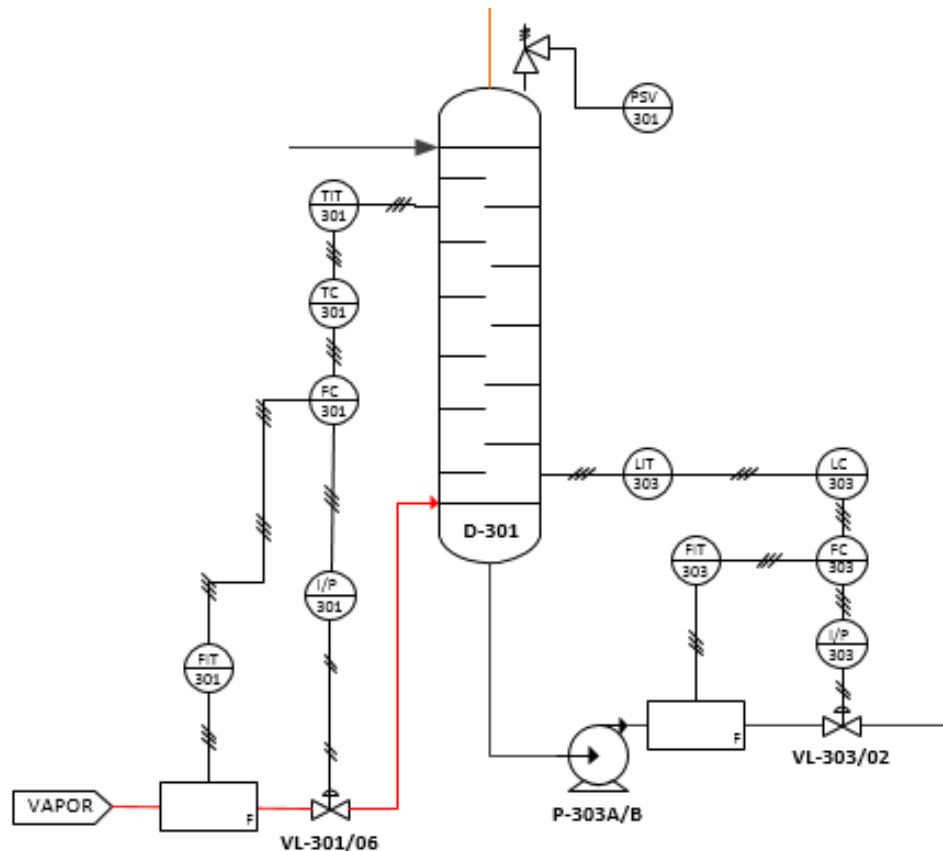 PSV
301
TIT
301
TC
301
FC
301
LIT
303
LC
303
D-301
FIT
303
FC
303
I/P
301
I/P
303
FIT
301
F
VL-303/02
VAPOR
F
P-303A/B
VL-301/06